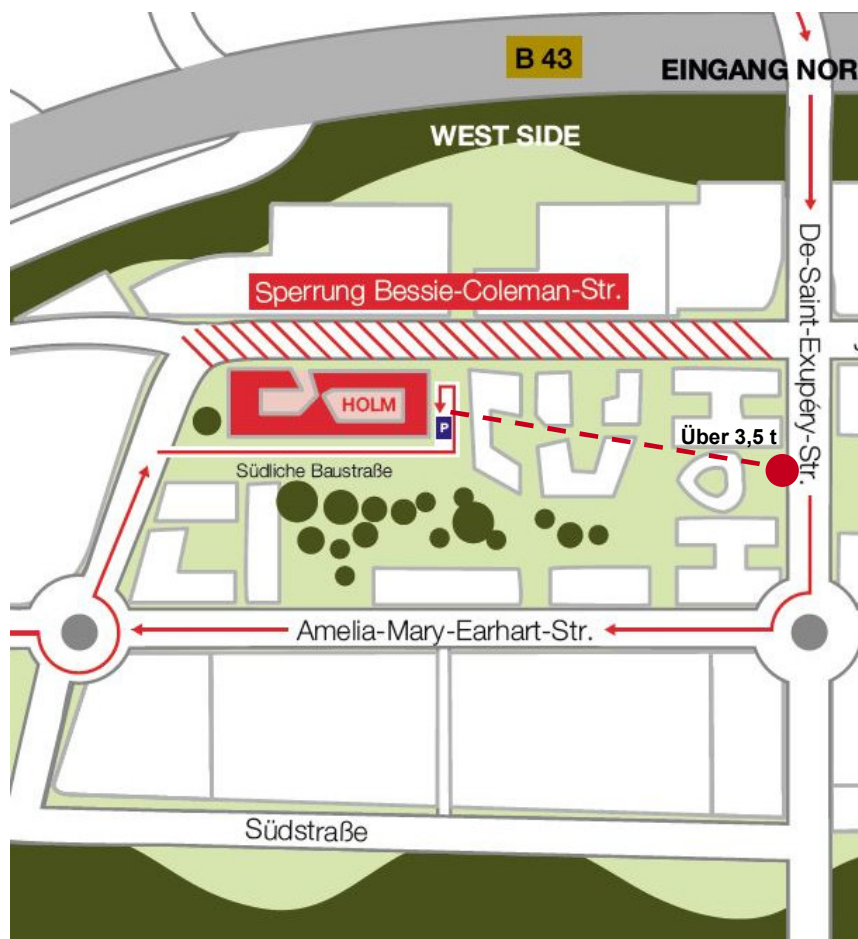 B 43
EINGANG NOR
WEST SIDE
De-Saint-Exupéry-Str.
Sperrung Bessie-Coleman-Str.
HOLM
P
Über 3,5 t
Südliche Baustraße
Amelia-Mary-Earhart-Str.
Südstraße